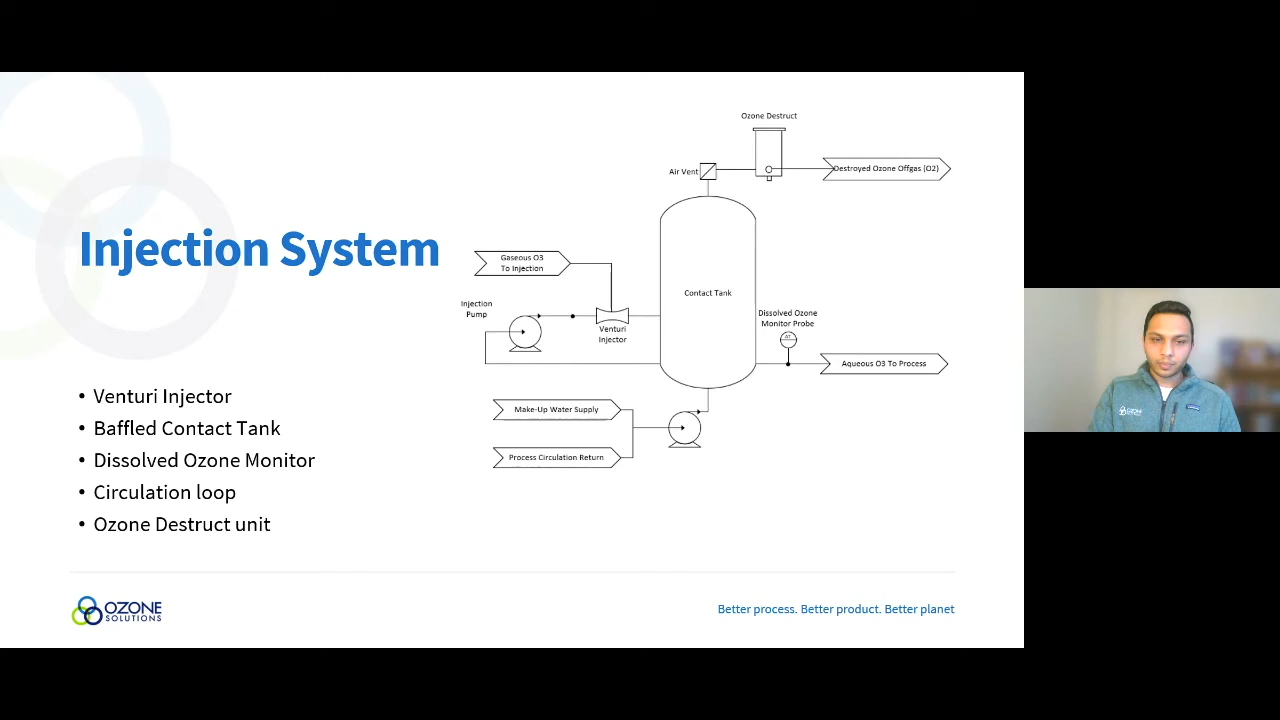 Injection System
• Venturi Injector
• Baffled Contact Tank
• Dissolved Ozone Monitor
• Circulation loop
• Ozone Destruct unit
Ozone Destruct
Air Vent
Destroyed Ozone Offgas (O2)
Gaseous O3
To Injection
Injection
Pump
Venturi
Injector
Contact Tank
Dissolved Ozone
Monitor Probe
Aqueous O3 To Process
Make-Up Water Supply
Process Circulation Return
OZONE
SOLUTIONS
Better process. Better product. Better planet
OZONE